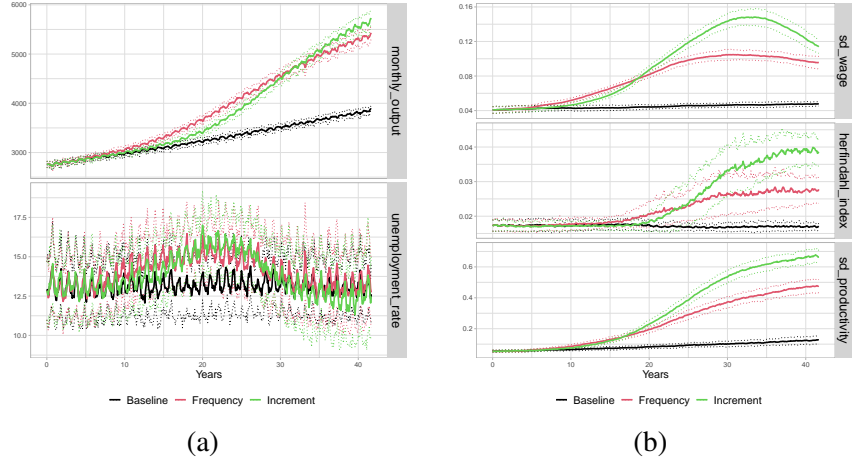 6000
5000
4000
3000
monthly_output
17.5
15.0
12.5
10.0
unemployment_rate
0 10 20 30 40
Years
Baseline Frequency Increment
(a)
0.16
0.12
0.08
0.04
sd_wage
0.04
0.03
0.02
herfindahl_index
0.6
0.4
0.2
sd_productivity
0 10 20 30 40
Years
Baseline Frequency Increment
(b)